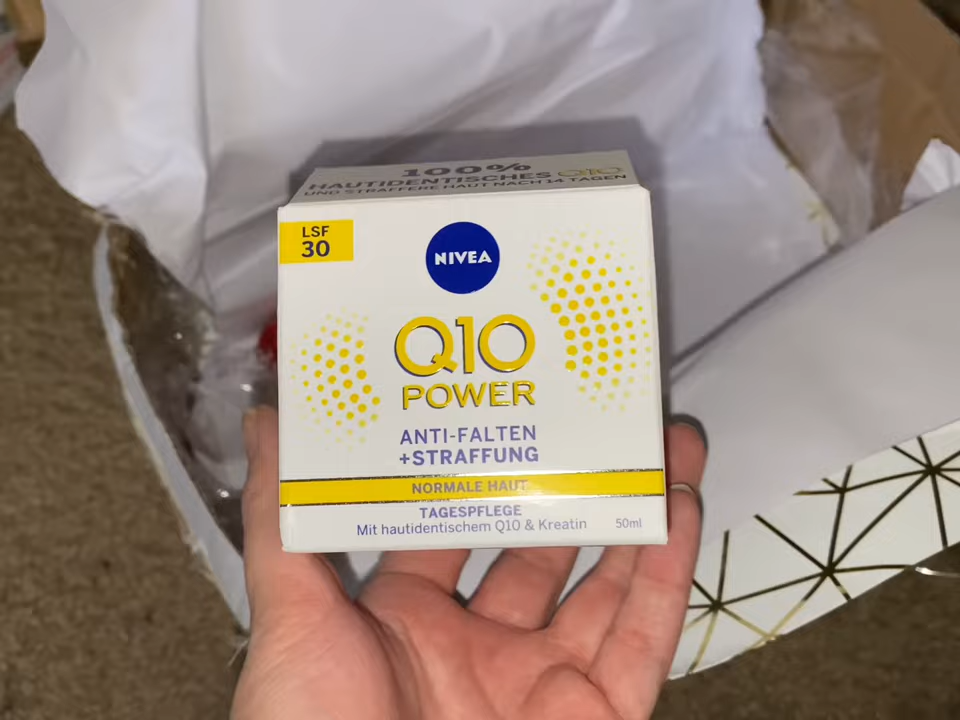 100%
HAUTIDENTISCHES Q10
UND STRAFFERE HAUT NACH 14 TAGEN
LSF
30
NIVEA
Q10
POWER
ANTI-FALTEN
+STRAFFUNG
NORMALE HAUT
TAGESPFLEGE
Mit hautidentischem Q10 & Kreatin
50ml